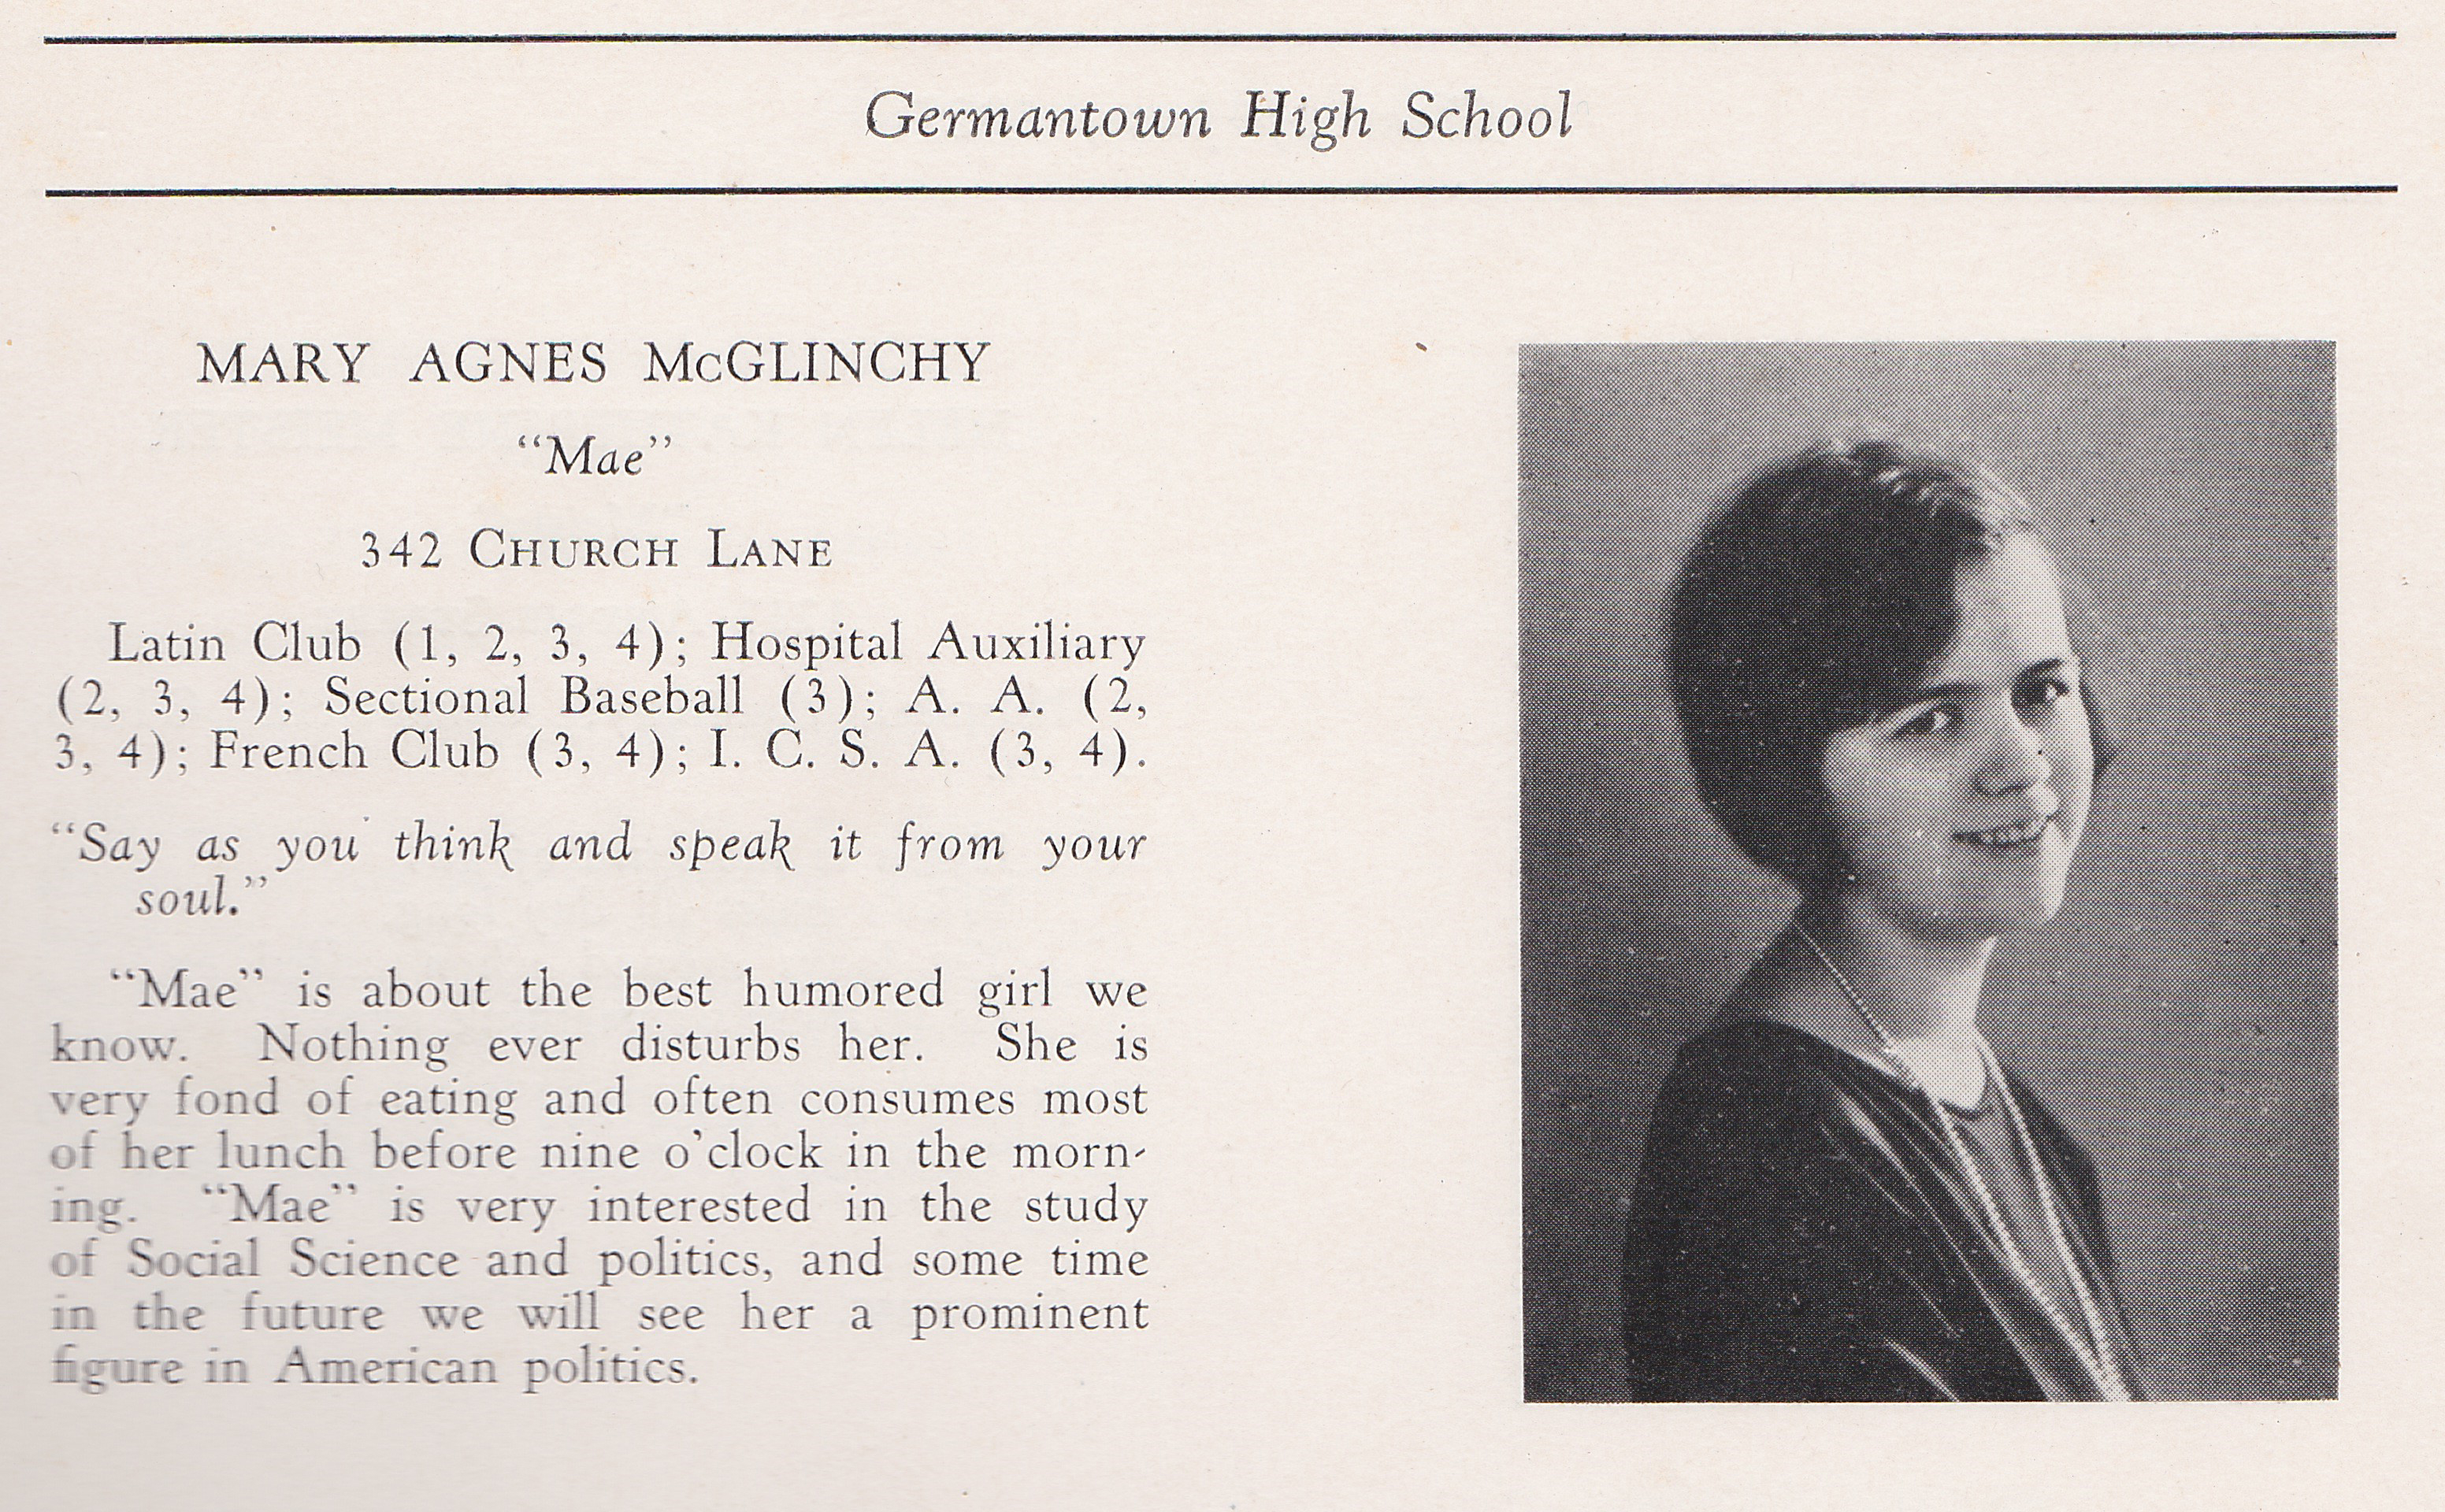 Germantown High School
MARY AGNES McGLINCHY
“Mae”
342 CHURCH LANE
Latin Club (1, 2, 3, 4); Hospital Auxiliary
(2, 3, 4); Sectional Baseball (3); A. A. (2,
3, 4); French Club (3, 4); I. C. S. A. (3, 4).
“Say as you think and speak it from your
soul.”
“Mae” is about the best humored girl we
know. Nothing ever disturbs her. She is
very fond of eating and often consumes most
of her lunch before nine o’clock in the morn-
ing. “Mae” is very interested in the study
of Social Science and politics, and some time
in the future we will see her a prominent
figure in American politics.